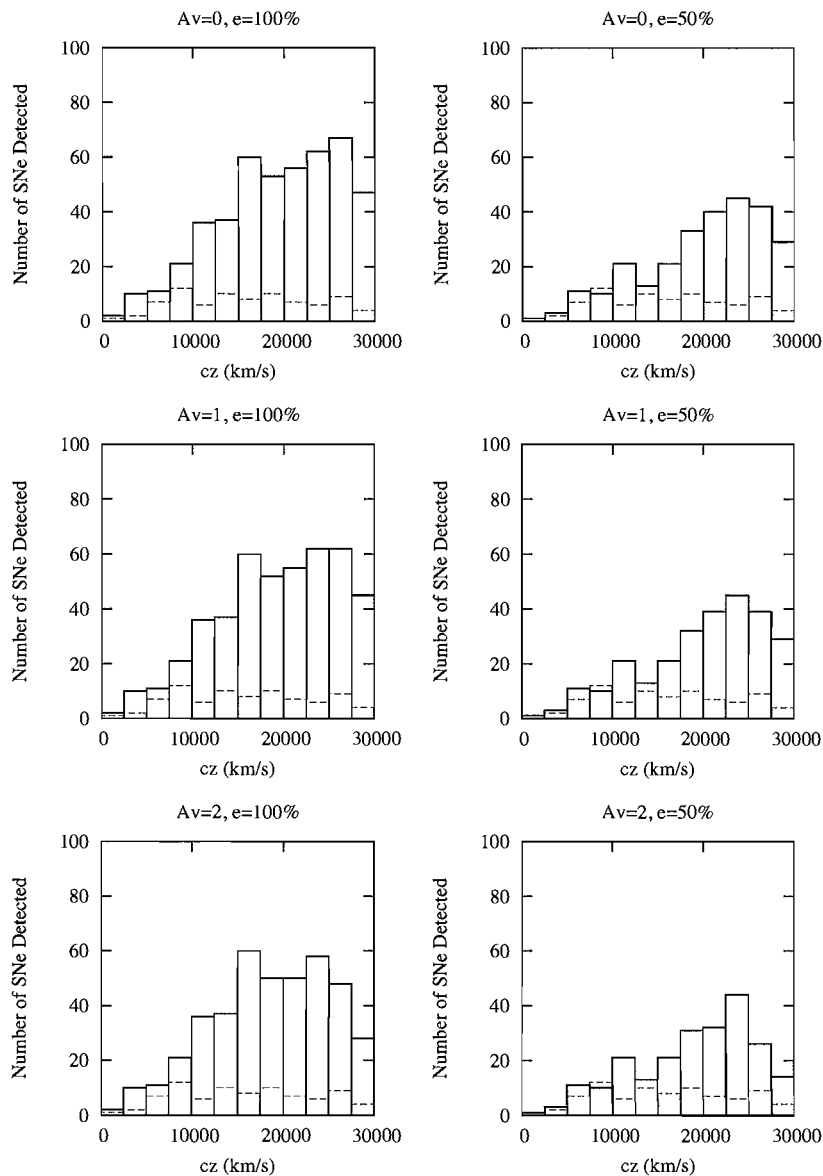 Av=0, e=100%
Number of SNe Detected
100
80
60
40
20
0
0 10000 20000 30000
cz (km/s)
Av=0, e=50%
Number of SNe Detected
100
80
60
40
20
0
0 10000 20000 30000
cz (km/s)
Av=1, e=100%
Number of SNe Detected
100
80
60
40
20
0
0 10000 20000 30000
cz (km/s)
Av=1, e=50%
Number of SNe Detected
100
80
60
40
20
0
0 10000 20000 30000
cz (km/s)
Av=2, e=100%
Number of SNe Detected
100
80
60
40
20
0
0 10000 20000 30000
cz (km/s)
Av=2, e=50%
Number of SNe Detected
100
80
60
40
20
0
0 10000 20000 30000
cz (km/s)